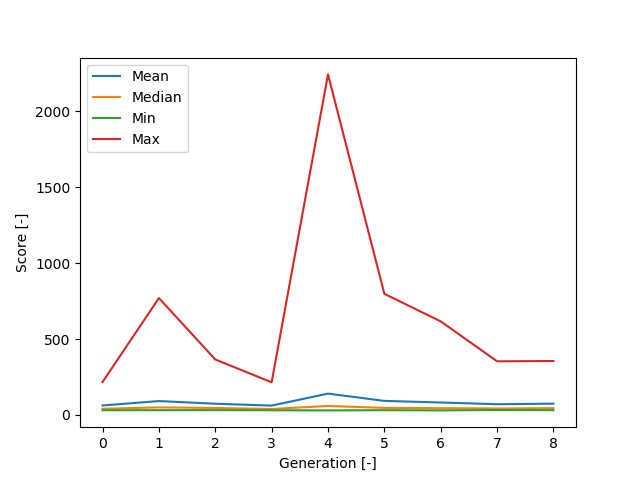 Mean
Median
Min
Max
2000
1500
1000
500
0
Score [-]
0 1 2 3 4 5 6 7 8
Generation [-]